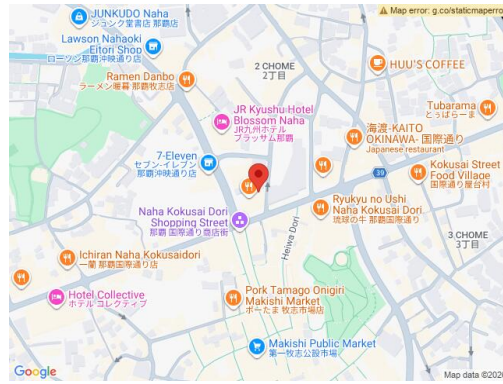 Map error: g.co/staticmaperro
JUNKUDO Naha
ジュンク堂書店 那覇店
Lawson Nahaoki
Eitori Shop
ローソン 那覇沖映通り店
2 CHOME
2丁目
HUU'S COFFEE
Ramen Danbo
ラーメン暖暮 那覇牧志店
JR Kyushu Hotel
Blossom Naha
JR九州ホテル
ブラッサム那覇
Tubarama
とぅばらーま
海渡-KAITO
OKINAWA- 国際通り
Japanese restaurant
7-Eleven
セブン-イレブン
那覇沖映通り店
Kokusai Street
Food Village
国際通り屋台村
39
Naha Kokusai Dori
Shopping Street
那覇 国際通り商店街
Ryukyu no Ushi
Naha Kokusai Dori
琉球の牛 那覇国際通り
Heiwa Dori
3 CHOME
3丁目
Ichiran Naha Kokusaidori
一蘭 那覇国際通り店
Hotel Collective
ホテル コレクティブ
Pork Tamago Onigiri
Makishi Market
ポーたま 牧志市場店
Makishi Public Market
第一牧志公設市場
Google
Map data ©202